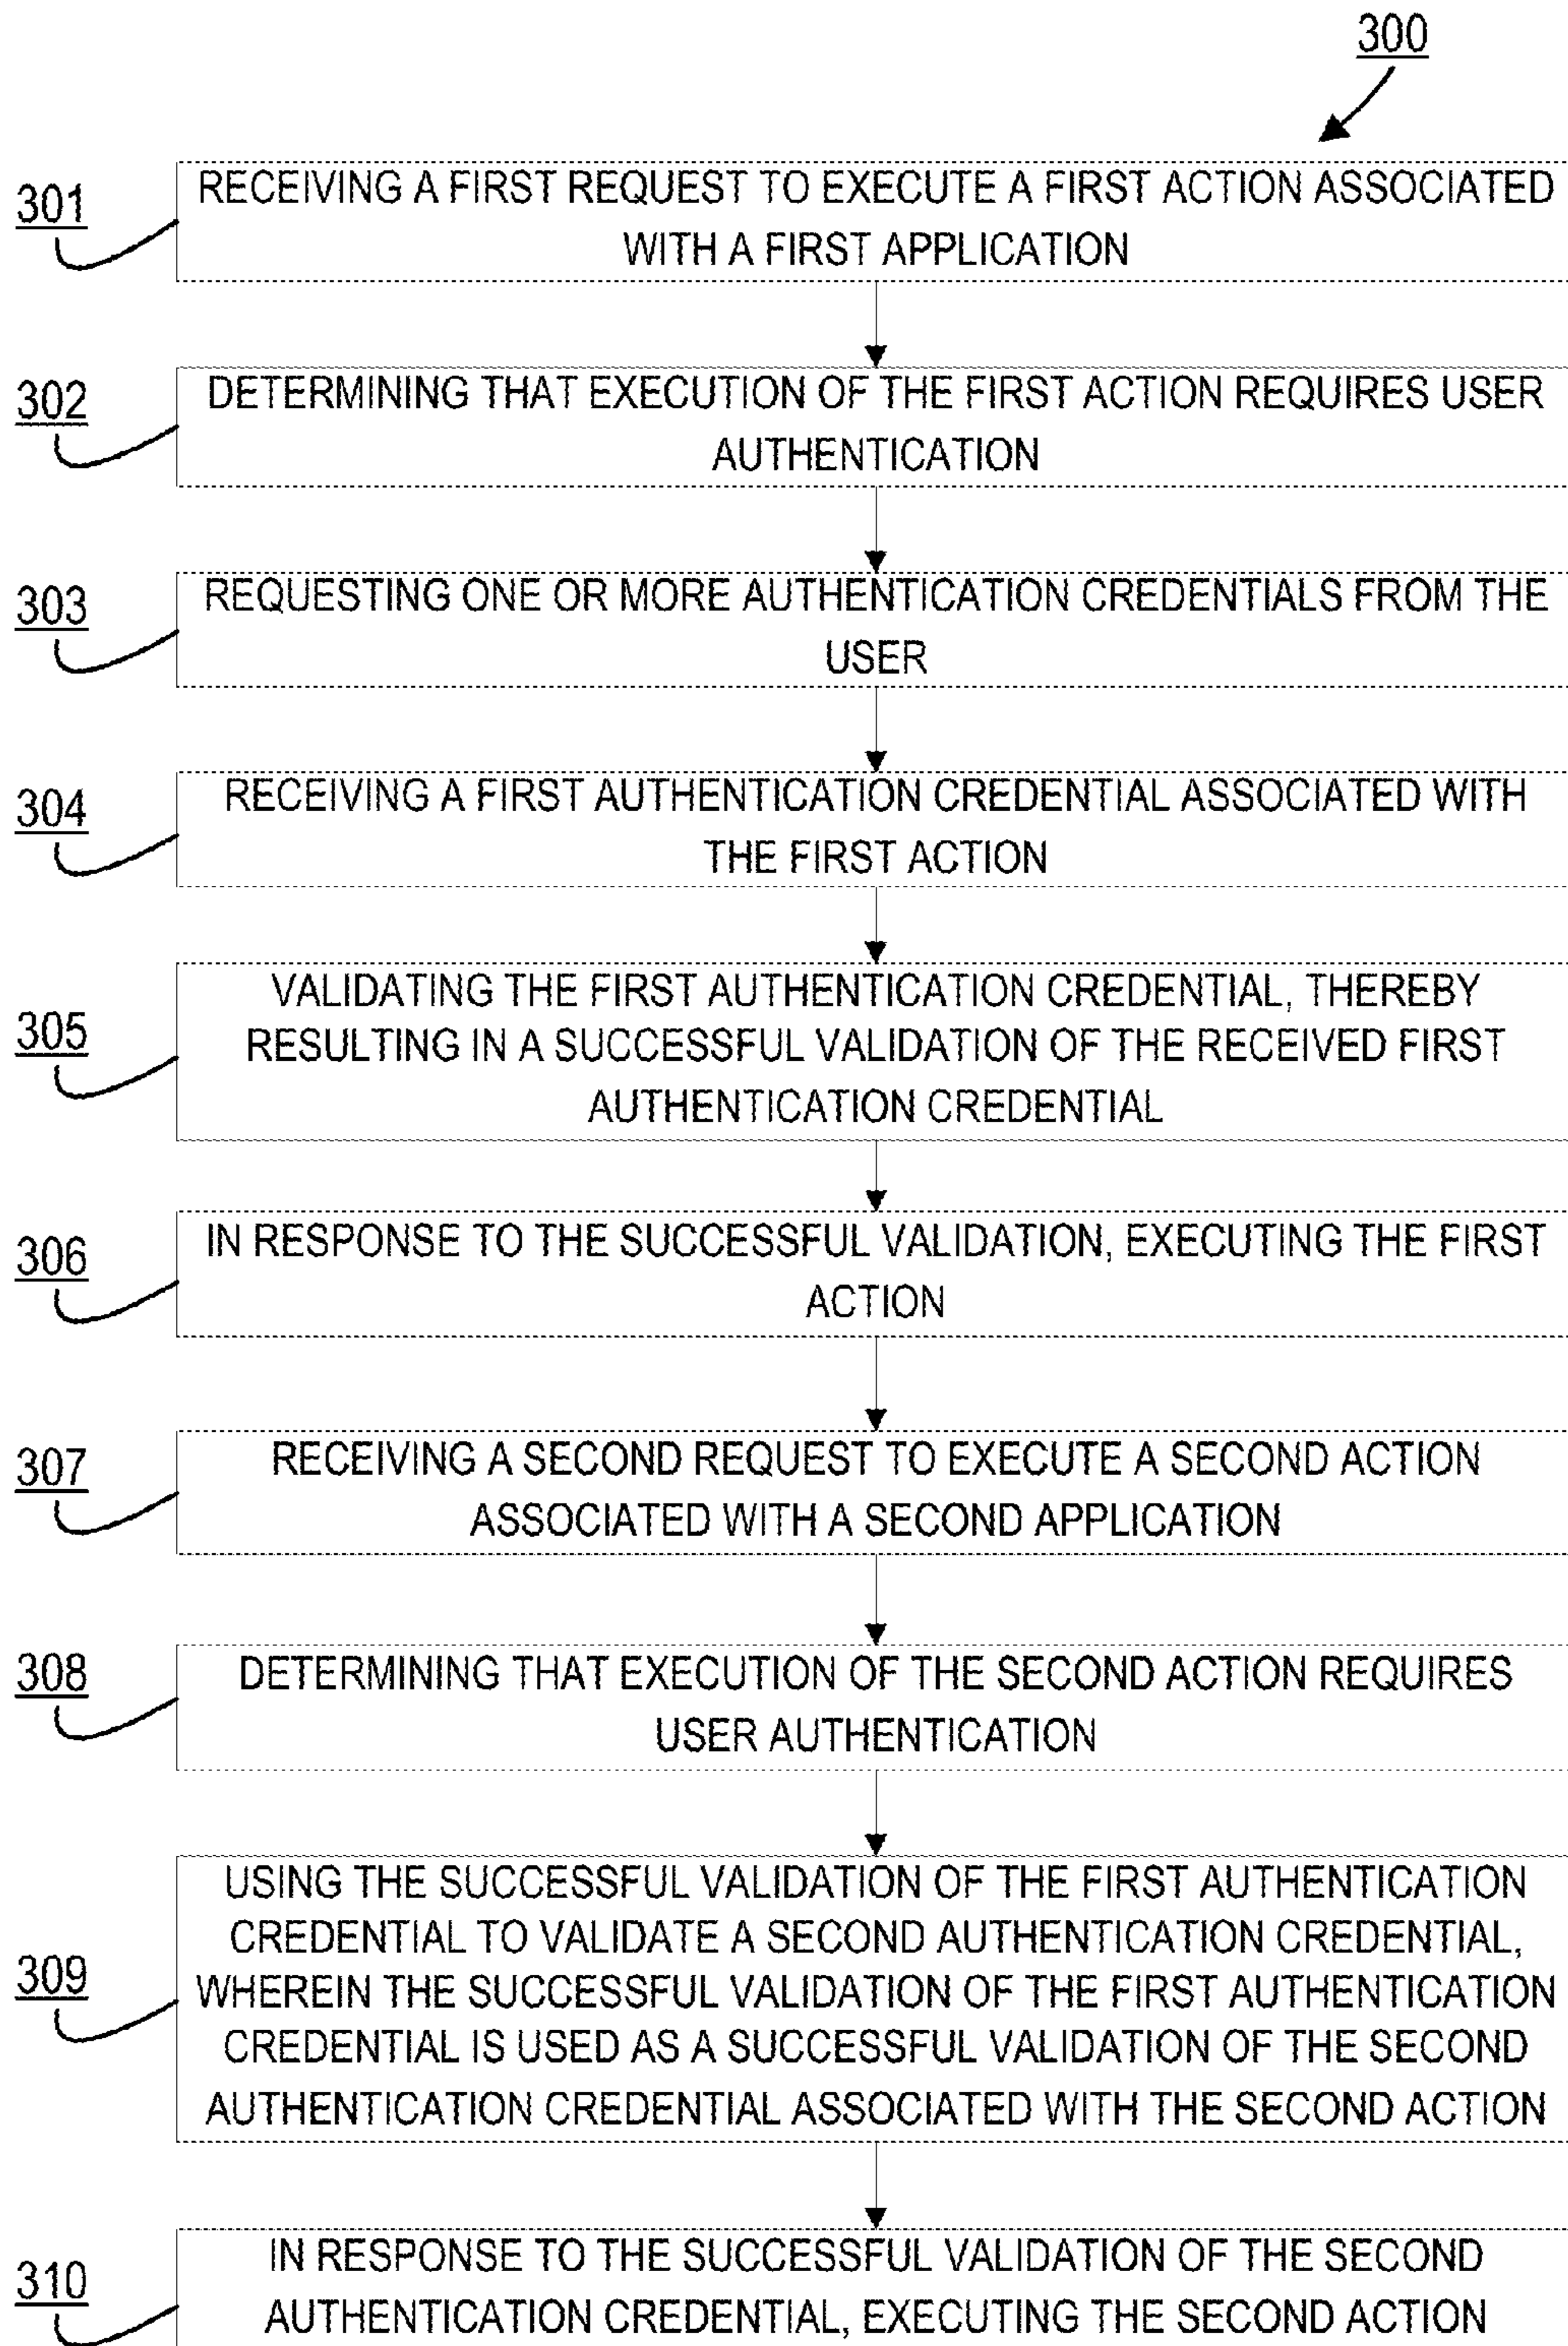 300
301
RECEIVING A FIRST REQUEST TO EXECUTE A FIRST ACTION ASSOCIATED
WITH A FIRST APPLICATION
302
DETERMINING THAT EXECUTION OF THE FIRST ACTION REQUIRES USER
AUTHENTICATION
303
REQUESTING ONE OR MORE AUTHENTICATION CREDENTIALS FROM THE
USER
304
RECEIVING A FIRST AUTHENTICATION CREDENTIAL ASSOCIATED WITH
THE FIRST ACTION
305
VALIDATING THE FIRST AUTHENTICATION CREDENTIAL, THEREBY
RESULTING IN A SUCCESSFUL VALIDATION OF THE RECEIVED FIRST
AUTHENTICATION CREDENTIAL
306
IN RESPONSE TO THE SUCCESSFUL VALIDATION, EXECUTING THE FIRST
ACTION
307
RECEIVING A SECOND REQUEST TO EXECUTE A SECOND ACTION
ASSOCIATED WITH A SECOND APPLICATION
308
DETERMINING THAT EXECUTION OF THE SECOND ACTION REQUIRES
USER AUTHENTICATION
309
USING THE SUCCESSFUL VALIDATION OF THE FIRST AUTHENTICATION
CREDENTIAL TO VALIDATE A SECOND AUTHENTICATION CREDENTIAL,
WHEREIN THE SUCCESSFUL VALIDATION OF THE FIRST AUTHENTICATION
CREDENTIAL IS USED AS A SUCCESSFUL VALIDATION OF THE SECOND
AUTHENTICATION CREDENTIAL ASSOCIATED WITH THE SECOND ACTION
310
IN RESPONSE TO THE SUCCESSFUL VALIDATION OF THE SECOND
AUTHENTICATION CREDENTIAL, EXECUTING THE SECOND ACTION